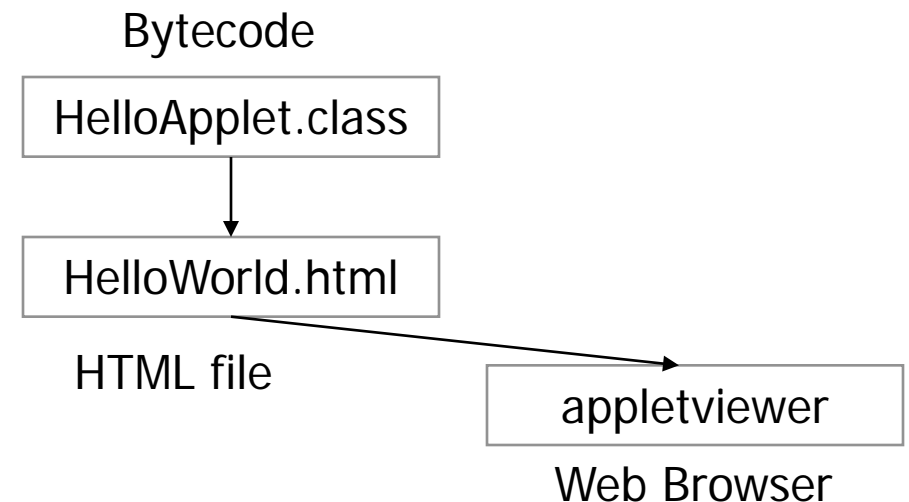 Bytecode
HelloApplet.class
HelloWorld.html
HTML file
appletviewer
Web Browser